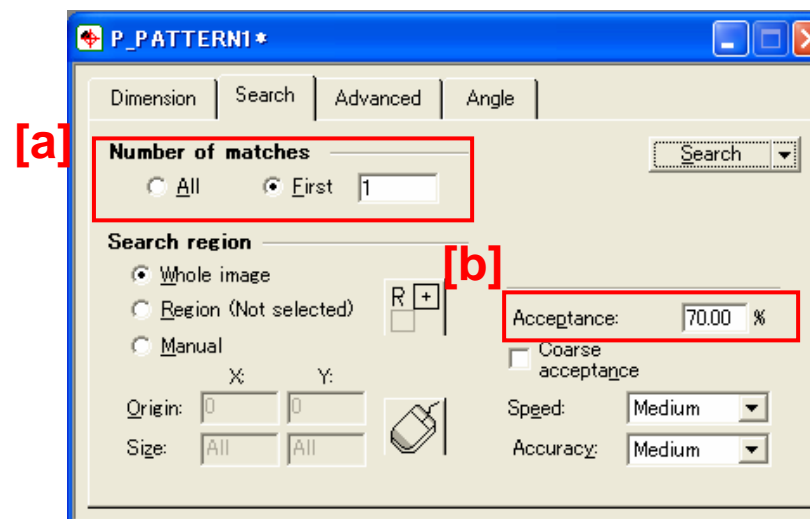 P_PATTERN1*
Dimension Search Advanced Angle
[a]
Number of matches
Search
All First 1
Search region
[b]
Whole image
R +
Region (Not selected)
Acceptance: 70.00 %
Manual
Coarse
acceptance
X: Y:
Origin: 0 0
Speed: Medium
Size: All All
Accuracy: Medium